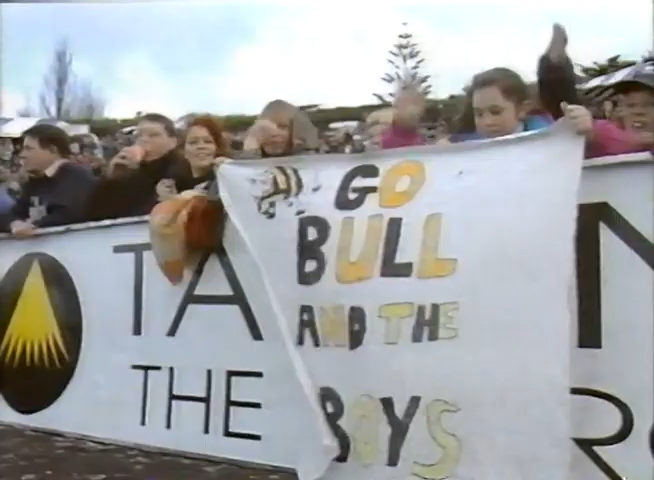 GO
BULL
AND THE
BOYS
TA
THE
N
R